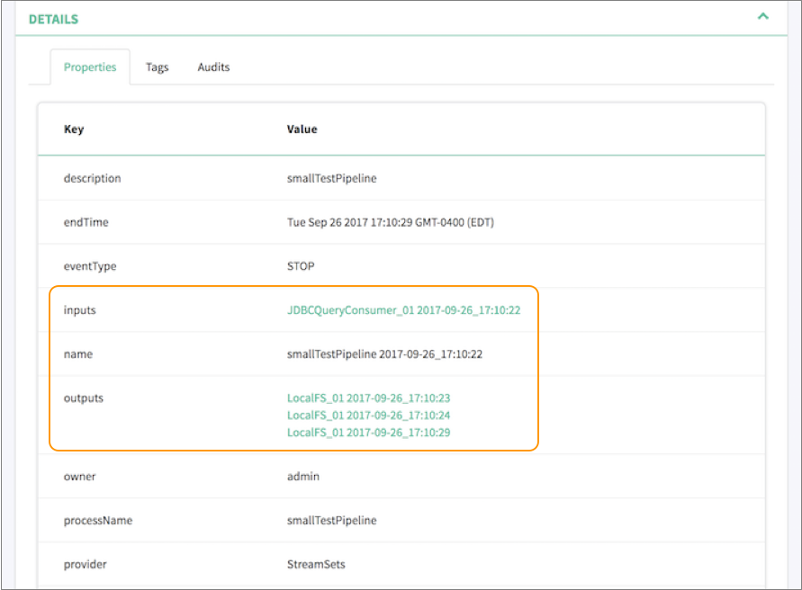 DETAILS
Properties Tags Audits
Key Value
description smallTestPipeline
endTime Tue Sep 26 2017 17:10:29 GMT-0400 (EDT)
eventType STOP
inputs JDBCQueryConsumer_01 2017-09-26_17:10:22
name smallTestPipeline 2017-09-26_17:10:22
outputs LocalFS_01 2017-09-26_17:10:23
LocalFS_01 2017-09-26_17:10:24
LocalFS_01 2017-09-26_17:10:29
owner admin
processName smallTestPipeline
provider StreamSets